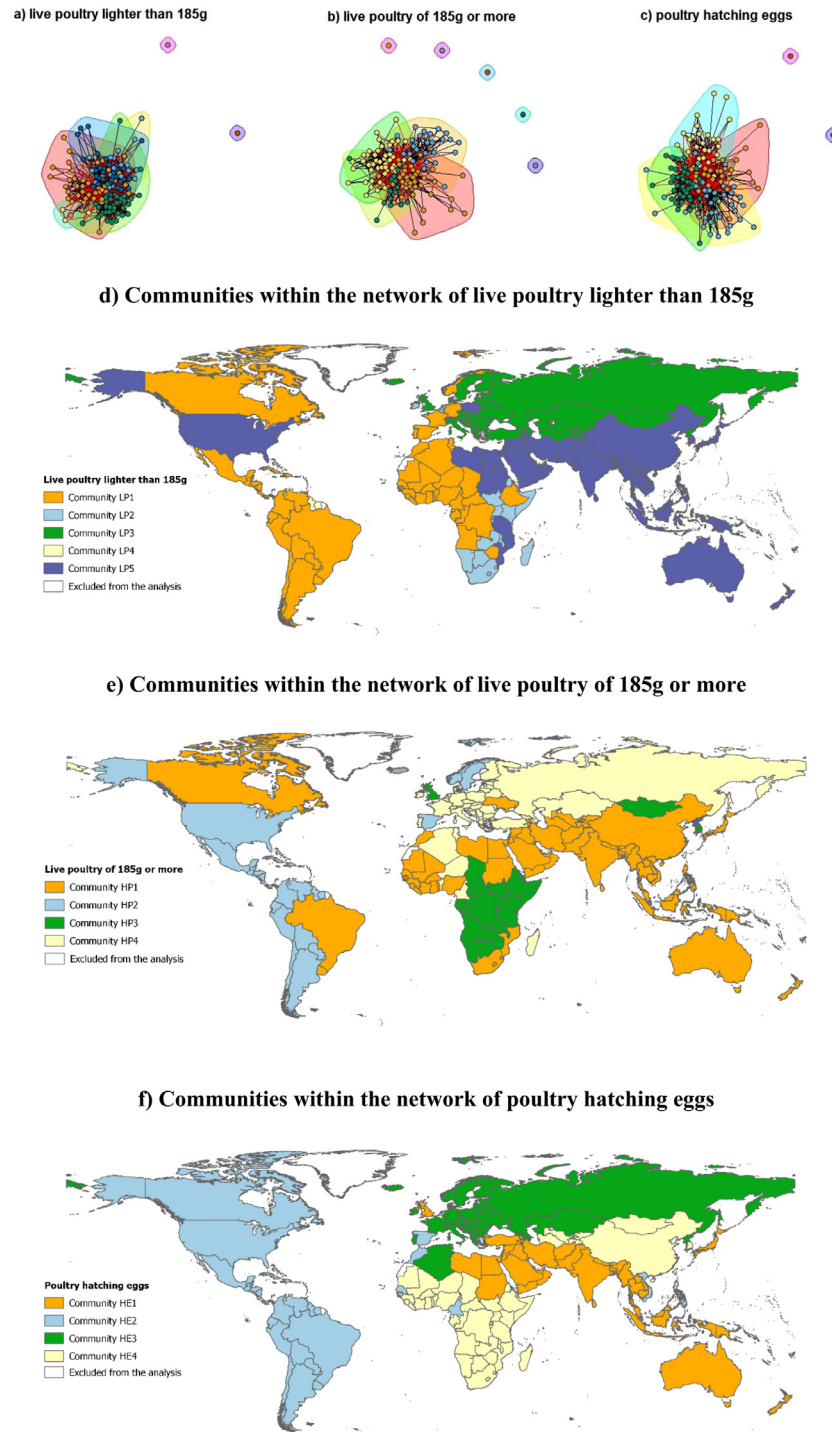 a) live poultry lighter than 185g
b) live poultry of 185g or more
c) poultry hatching eggs
d) Communities within the network of live poultry lighter than 185g
Live poultry lighter than 185g
Community LP1
Community LP2
Community LP3
Community LP4
Community LP5
Excluded from the analysis
e) Communities within the network of live poultry of 185g or more
Live poultry of 185g or more
Community HP1
Community HP2
Community HP3
Community HP4
Excluded from the analysis
f) Communities within the network of poultry hatching eggs
Poultry hatching eggs
Community HE1
Community HE2
Community HE3
Community HE4
Excluded from the analysis